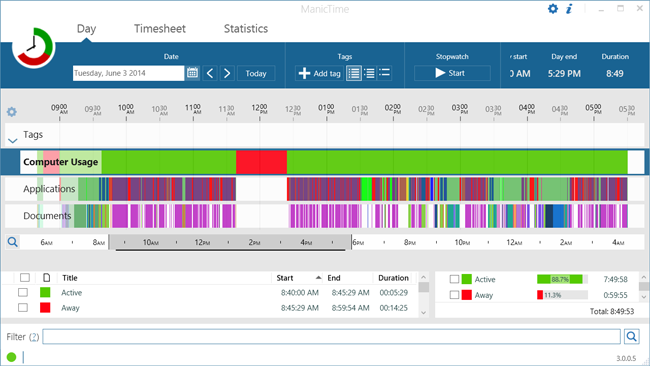 ManicTime
Day Timesheet Statistics
Date Tags Stopwatch start Day end Duration
Tuesday, June 3 2014 Today Add tag Start 0 AM 5:29 PM 8:49
09:00 AM 09:30 AM 10:00 AM 10:30 AM 11:00 AM 11:30 AM 12:00 PM 12:30 PM 01:00 PM 01:30 PM 02:00 PM 02:30 PM 03:00 PM 03:30 PM 04:00 PM 04:30 PM 05:00 PM 05:30 PM
Tags
Computer Usage
Applications
Documents
6AM 8AM 10AM 12PM 2PM 4PM 6PM 8PM 10PM 12AM 2AM 4AM
Title Start End Duration
Active 8:40:00 AM 8:45:29 AM 00:05:29
Away 8:45:29 AM 8:59:54 AM 00:14:25
Active 88.7% 7:49:58
Away 11.3% 0:59:55
Total: 8:49:53
Filter (?)
3.0.0.5